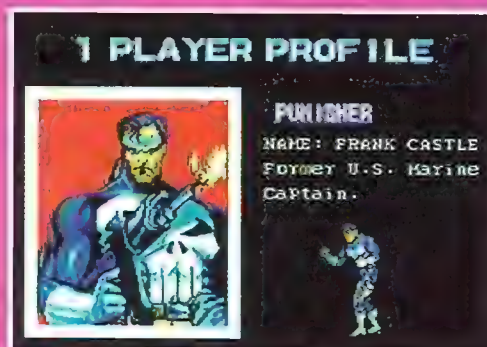 1 PLAYER PROFILE
PUNISHER
NAME: FRANK CASTLE
Former U.S. Marine
Captain.